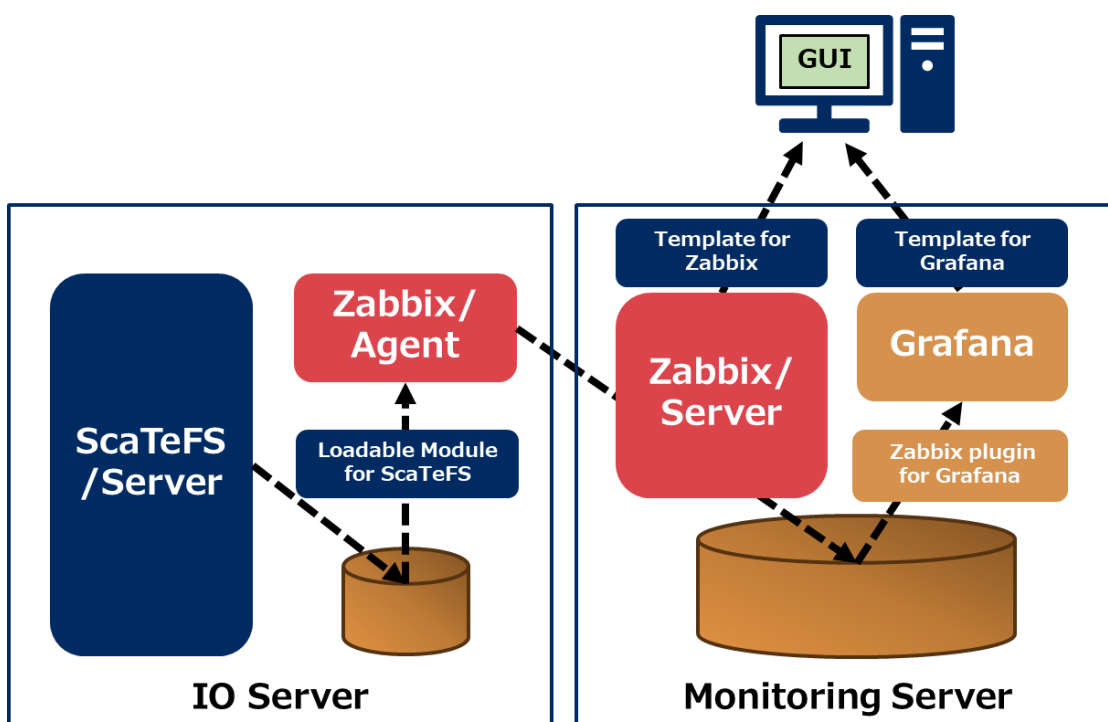 GUI
ScaTeFS
/Server
Zabbix/
Agent
Loadable Module
for ScaTeFS
IO Server
Template for
Zabbix
Zabbix/
Server
Template for
Grafana
Grafana
Zabbix plugin
for Grafana
Monitoring Server